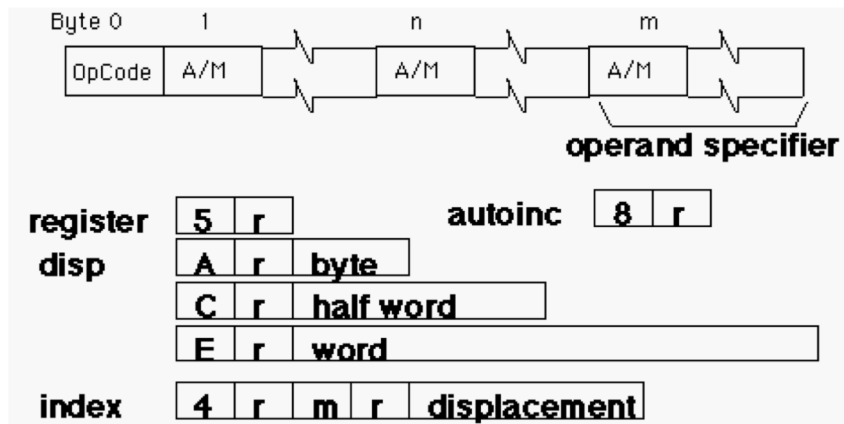 Byte 0 1 n m
OpCode A/M A/M A/M
operand specifier
register 5 r autoinc 8 r
disp A r byte
C r half word
E r word
index 4 r m r displacement